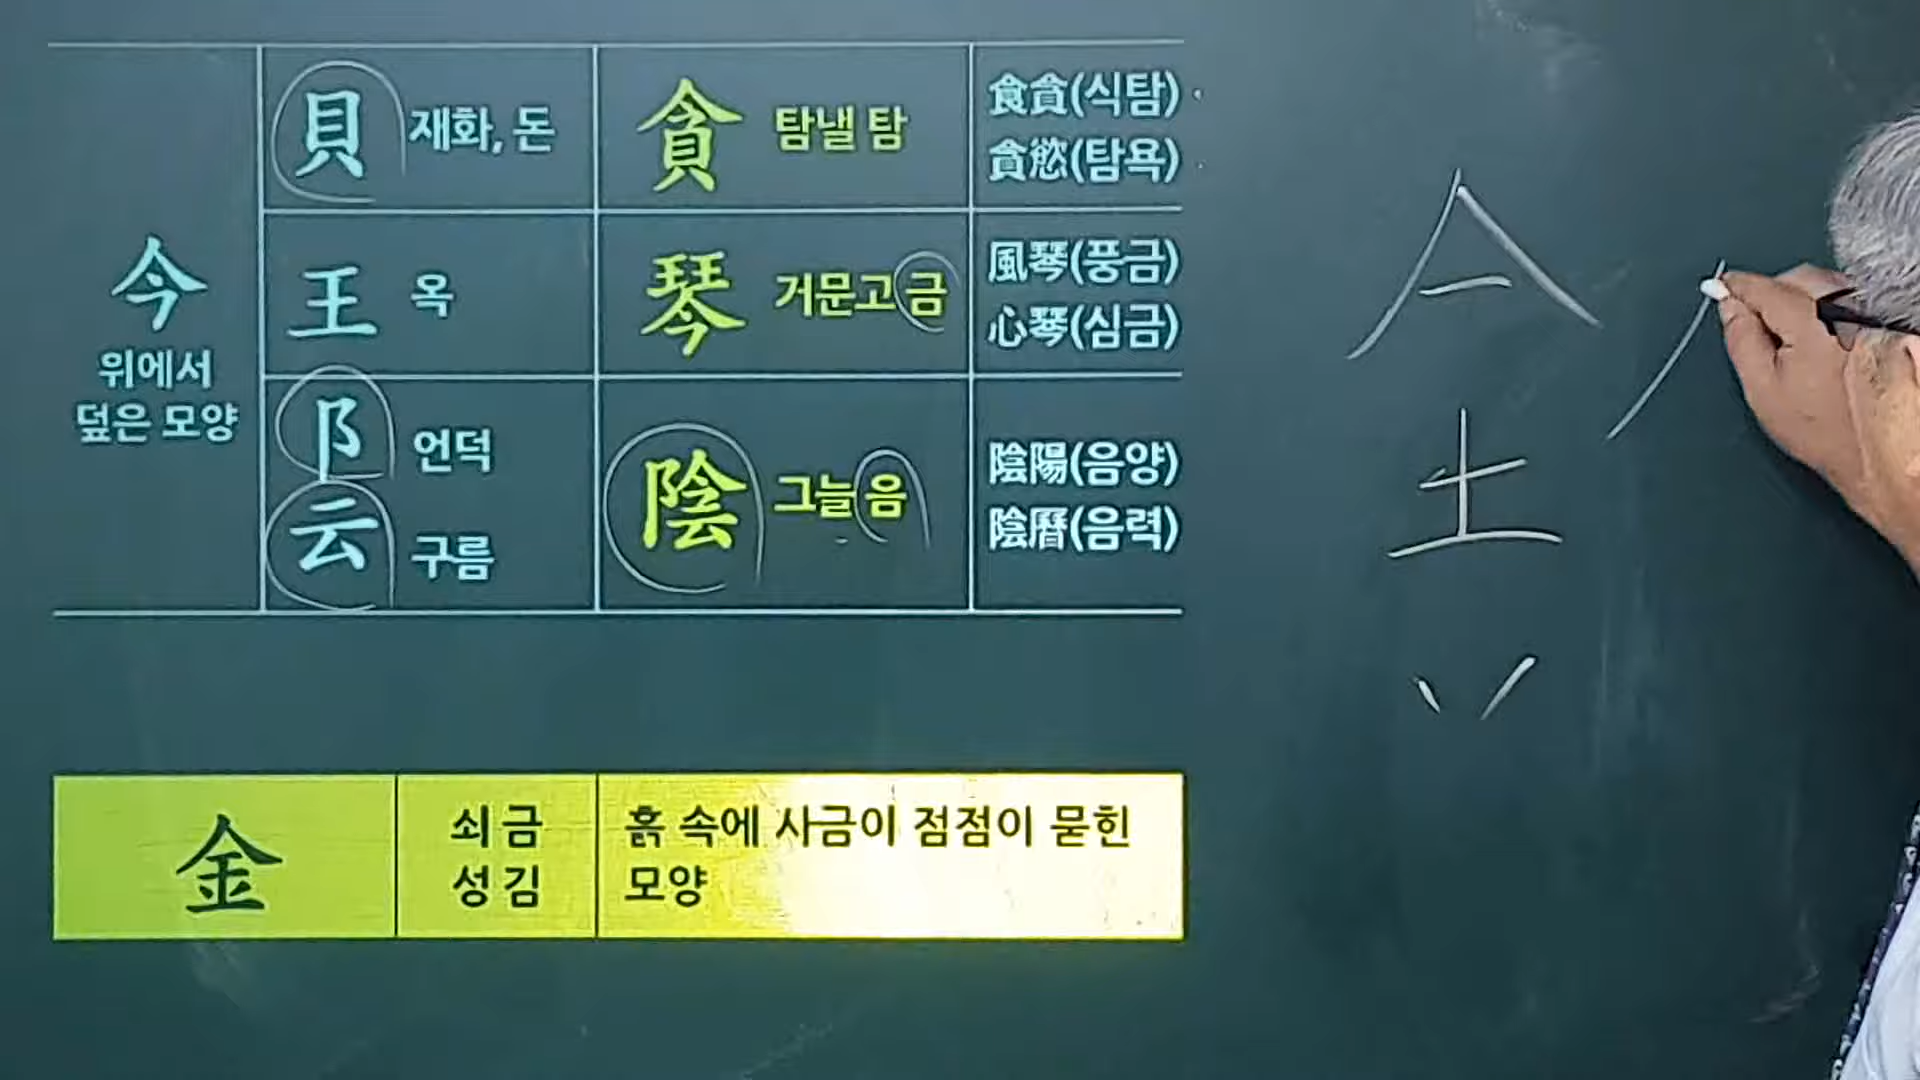 今
위에서
덮은 모양
貝 재화, 돈 貪 탐낼 탐
食貪(식탐)
貪慾(탐욕)
王 옥 琴 거문고 금
風琴(풍금)
心琴(심금)
阝 언덕
云 구름
陰 그늘 음
陰陽(음양)
陰曆(음력)
金
쇠 금
성 김
흙 속에 사금이 점점이 묻힌
모양
亼
土
丷